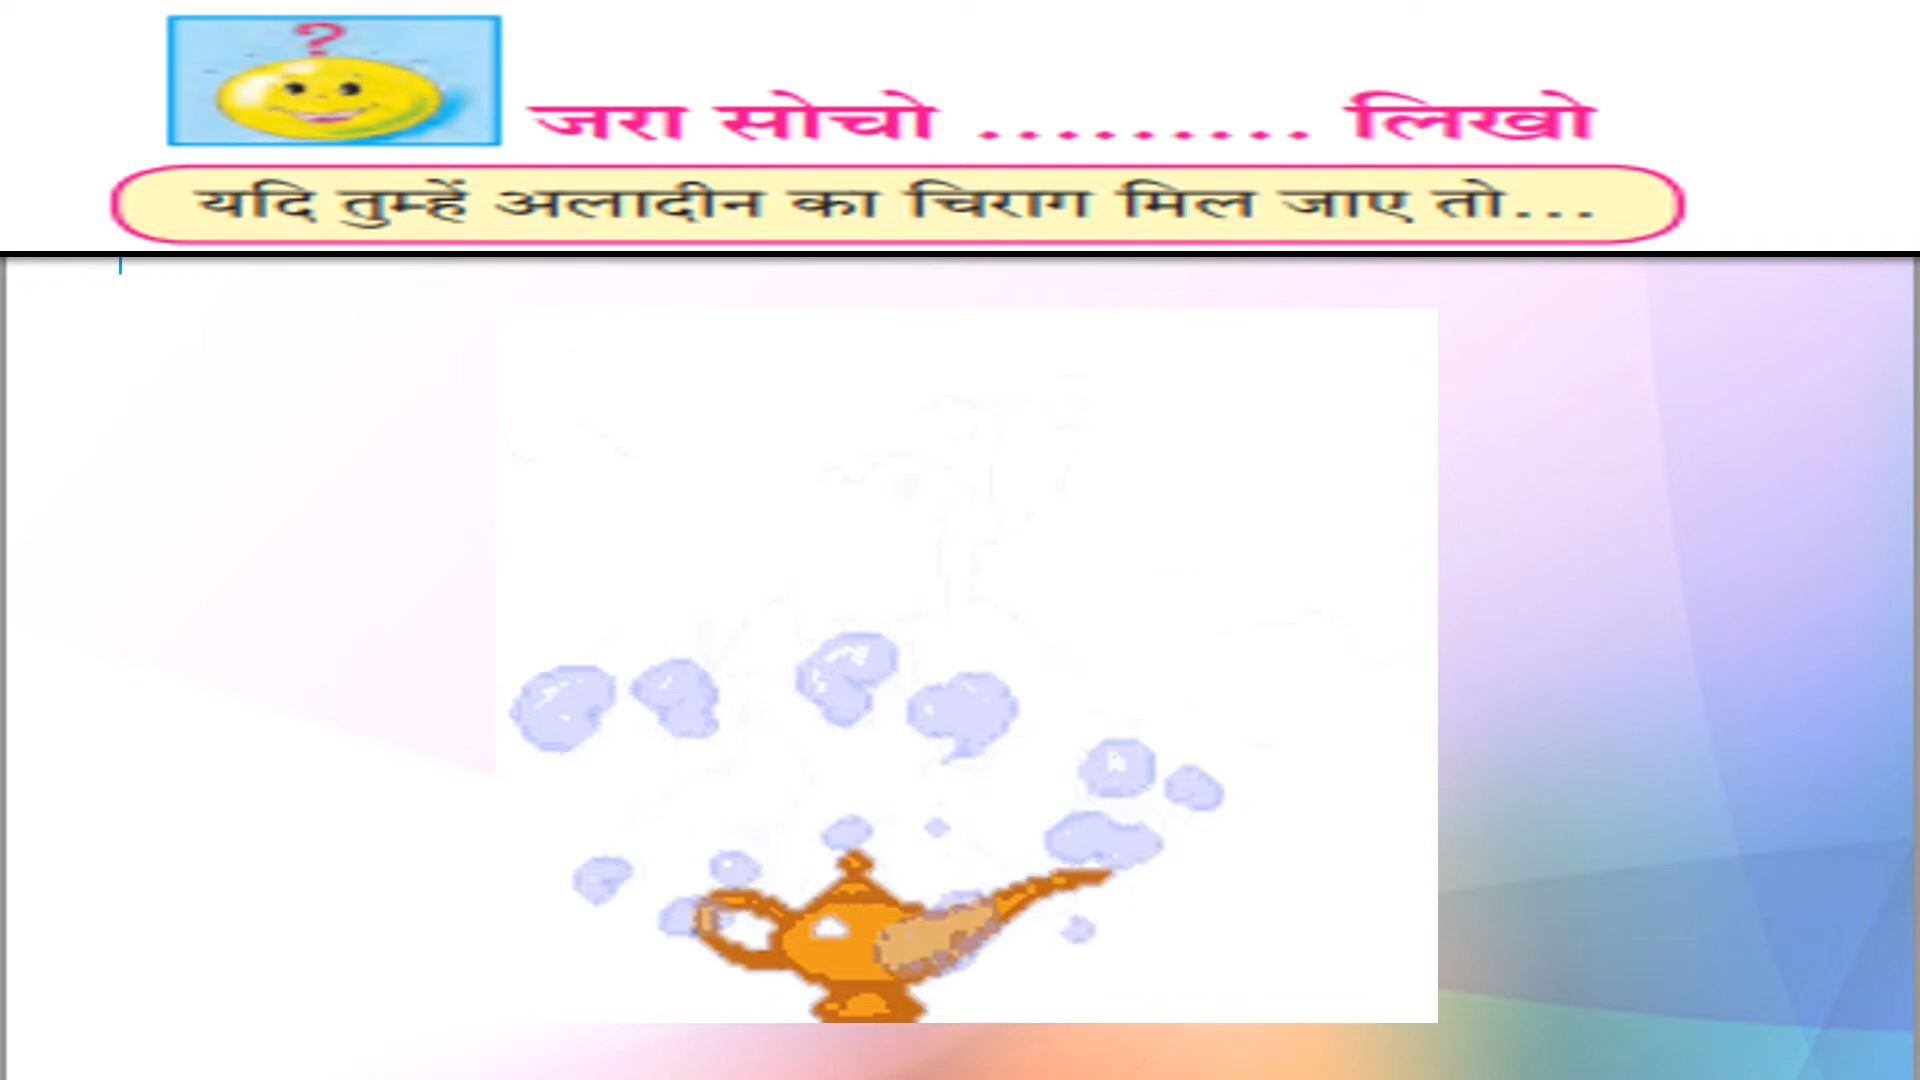 ?
जरा सोचो ......... लिखो
यदि तुम्हें अलादीन का चिराग मिल जाए तो...